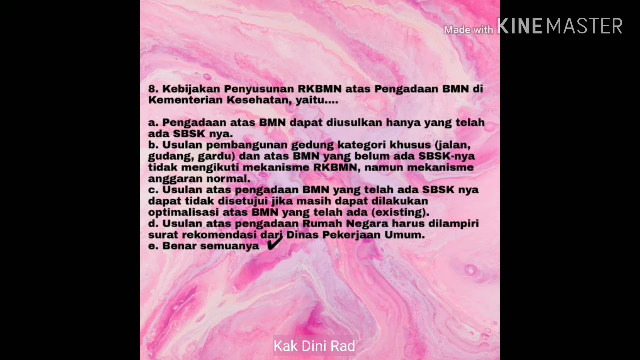 Made with KINEMASTER
8. Kebijakan Penyusunan RKBMN atas Pengadaan BMN di
Kementerian Kesehatan, yaitu....
a. Pengadaan atas BMN dapat diusulkan hanya yang telah
ada SBSK nya.
b. Usulan pembangunan gedung kategori khusus (jalan,
gudang, gardu) dan atas BMN yang belum ada SBSK-nya
tidak mengikuti mekanisme RKBMN, namun mekanisme
anggaran normal.
c. Usulan atas pengadaan BMN yang telah ada SBSK nya
dapat tidak disetujui jika masih dapat dilakukan
optimalisasi atas BMN yang telah ada (existing).
d. Usulan atas pengadaan Rumah Negara harus dilampiri
surat rekomendasi dari Dinas Pekerjaan Umum.
e. Benar semuanya ✔
Kak Dini Rad